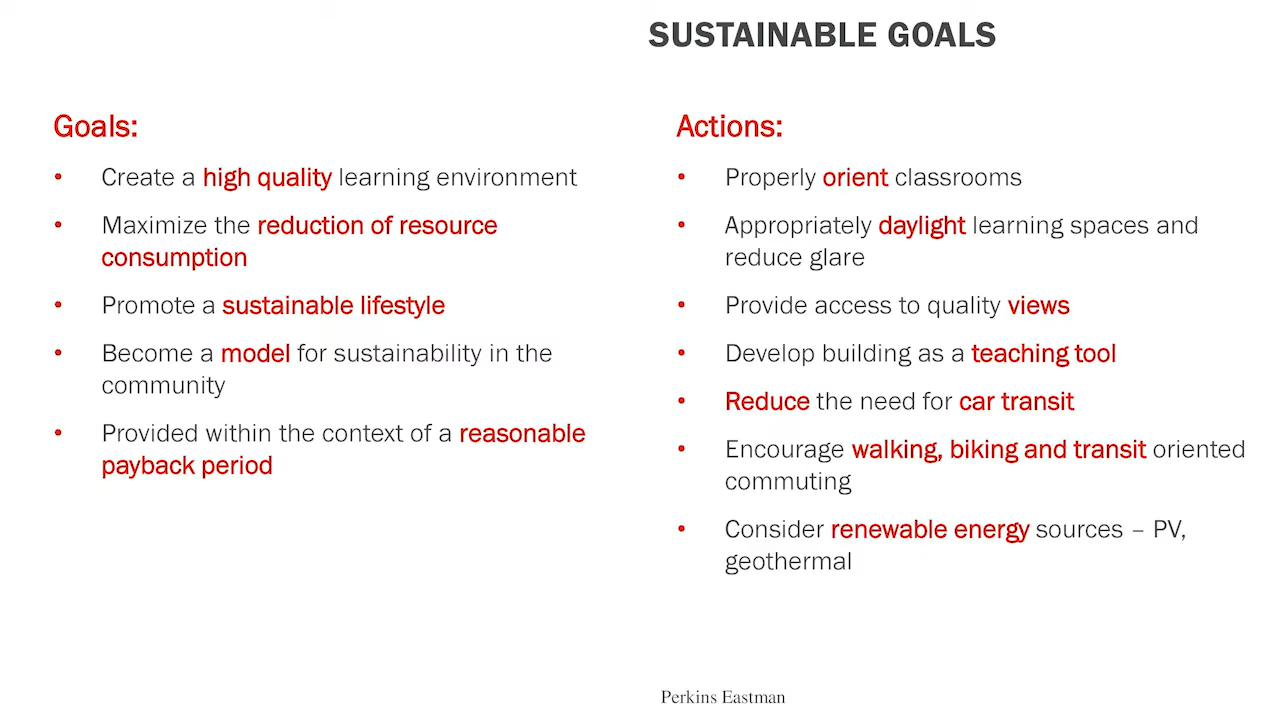 SUSTAINABLE GOALS
Goals:
• Create a high quality learning environment
• Maximize the reduction of resource
consumption
• Promote a sustainable lifestyle
• Become a model for sustainability in the
community
• Provided within the context of a reasonable
payback period
Actions:
• Properly orient classrooms
• Appropriately daylight learning spaces and
reduce glare
• Provide access to quality views
• Develop building as a teaching tool
• Reduce the need for car transit
• Encourage walking, biking and transit oriented
commuting
• Consider renewable energy sources – PV,
geothermal
Perkins Eastman